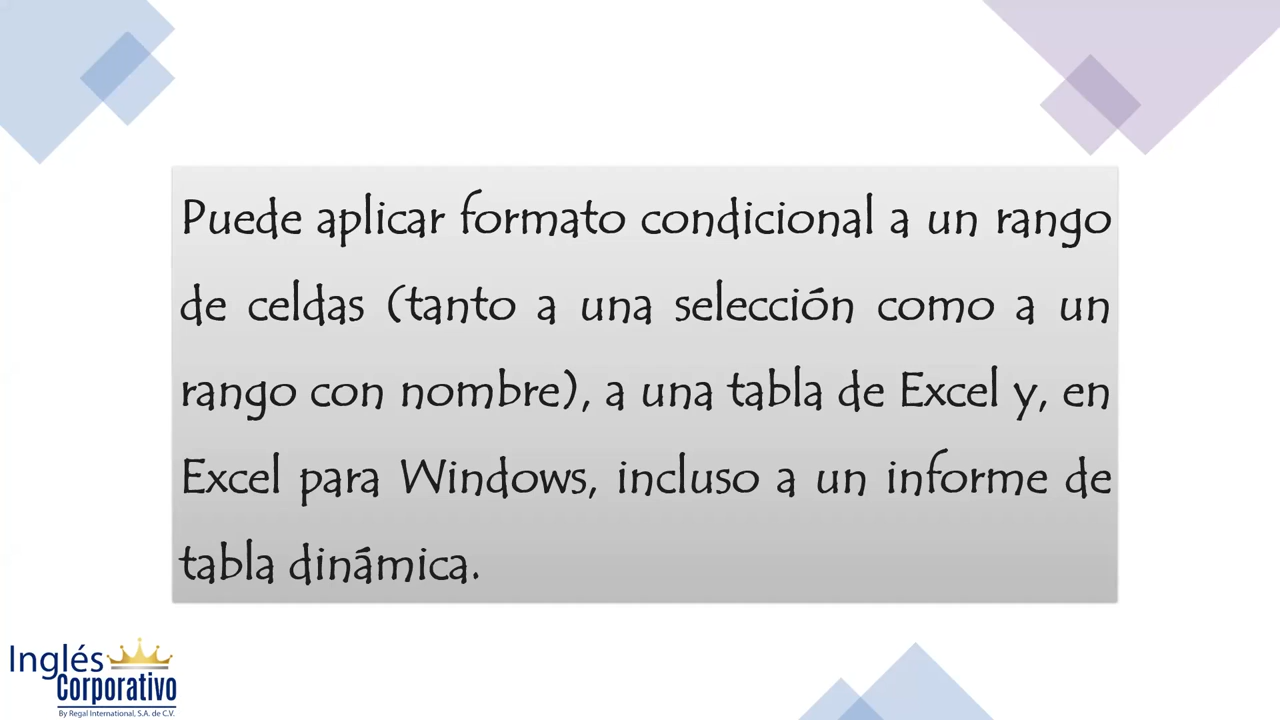 Puede aplicar formato condicional a un rango
de celdas (tanto a una selección como a un
rango con nombre), a una tabla de Excel y, en
Excel para Windows, incluso a un informe de
tabla dinámica.
Inglés
Corporativo
By Regal International, S.A. de C.V.